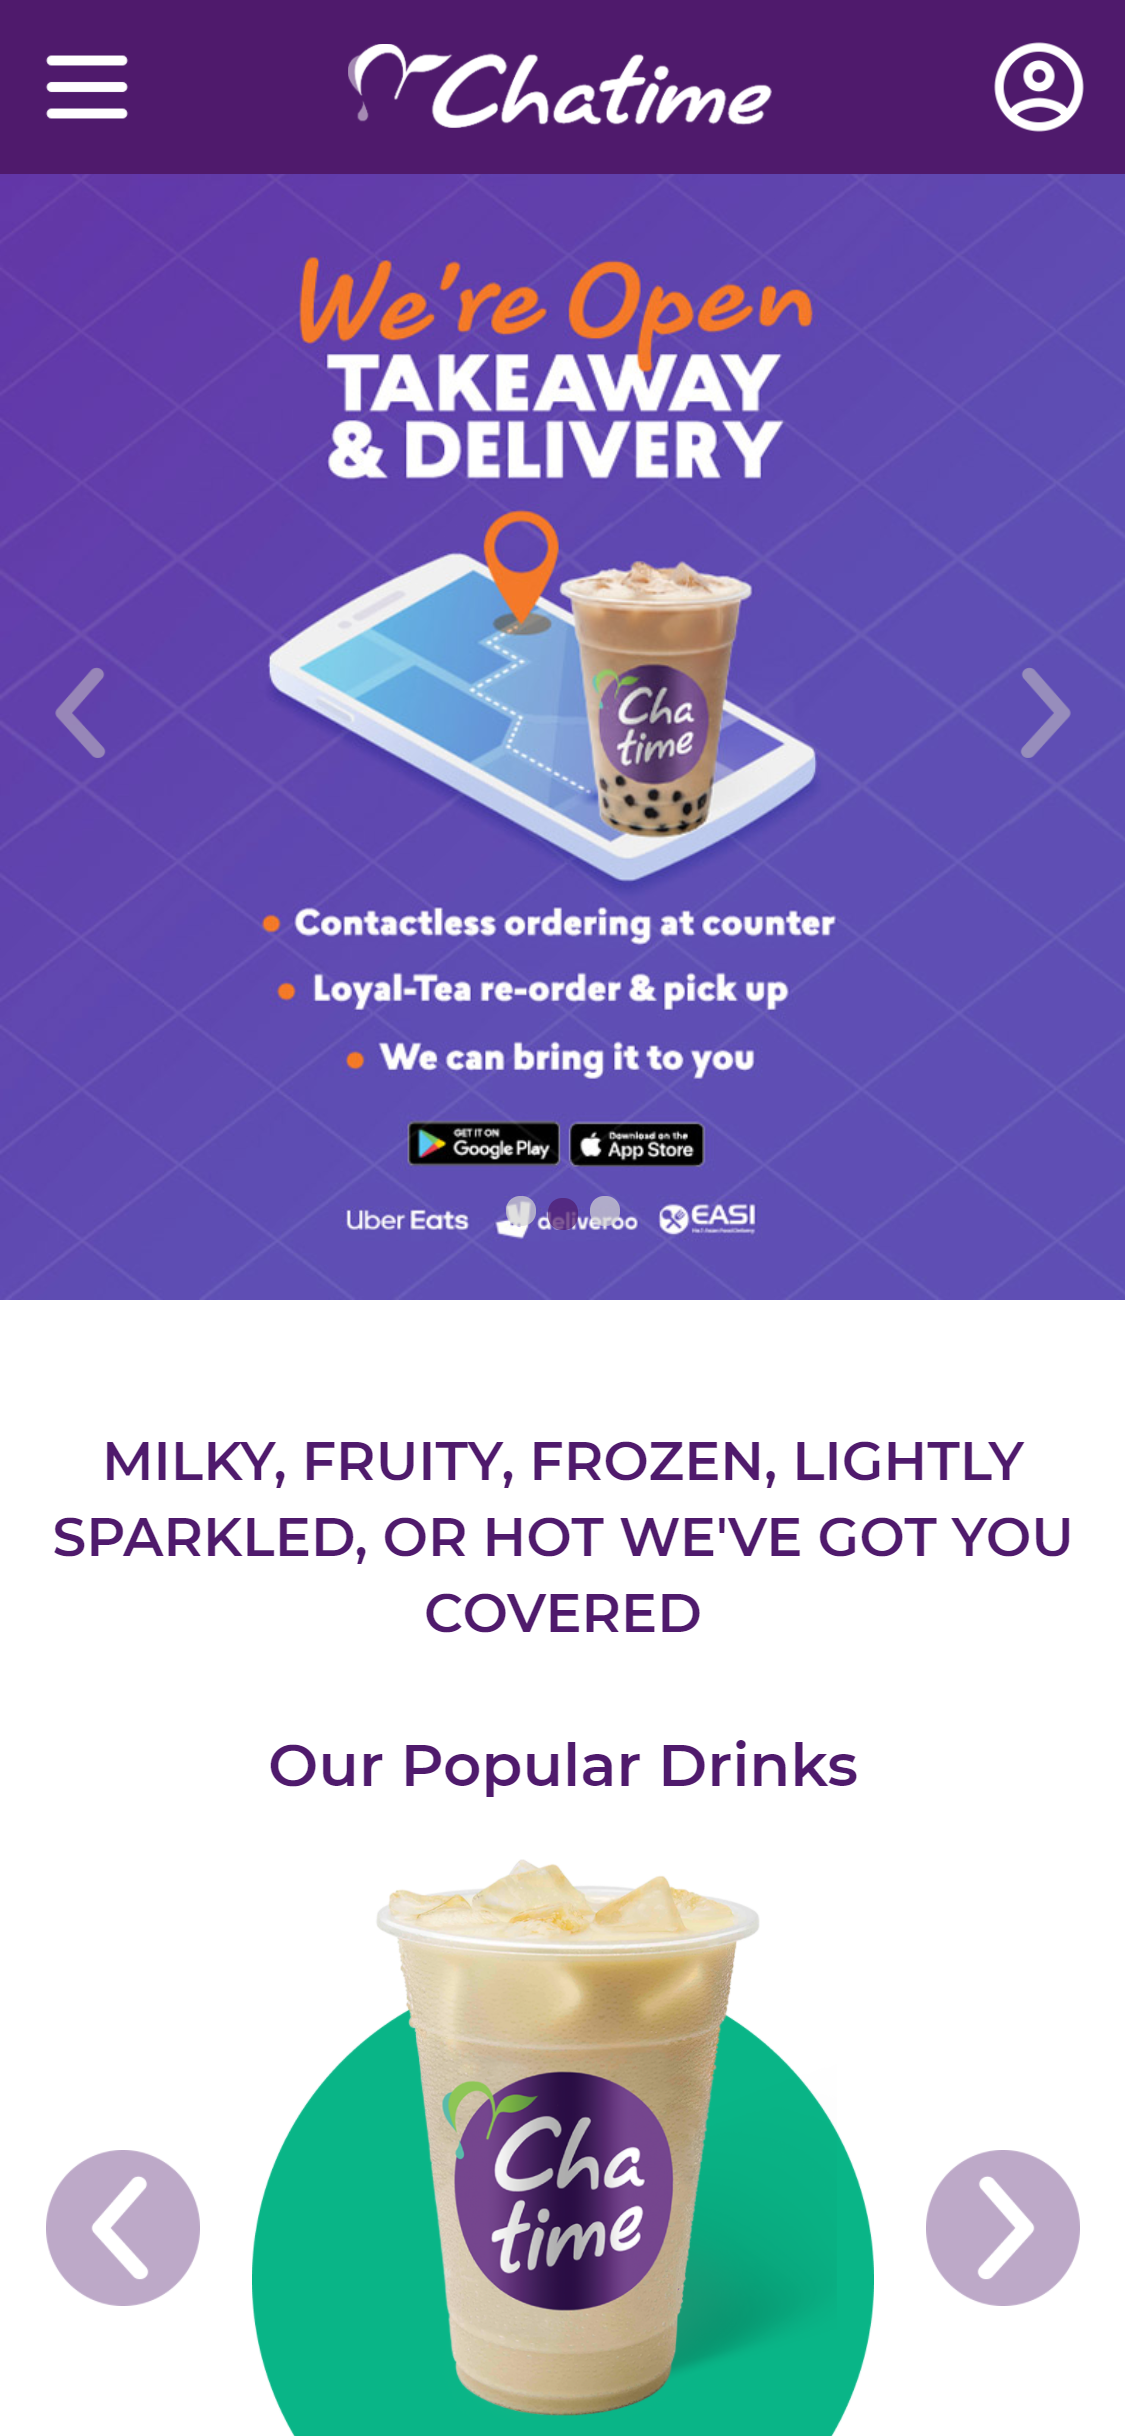 Chatime
We're Open
TAKEAWAY
& DELIVERY
Cha
time
Contactless ordering at counter
Loyal-Tea re-order & pick up
We can bring it to you
GET IT ON
Google Play
Download on the
App Store
Uber Eats
deliveroo
EASI
MILKY, FRUITY, FROZEN, LIGHTLY
SPARKLED, OR HOT WE'VE GOT YOU
COVERED
Our Popular Drinks
Cha
time